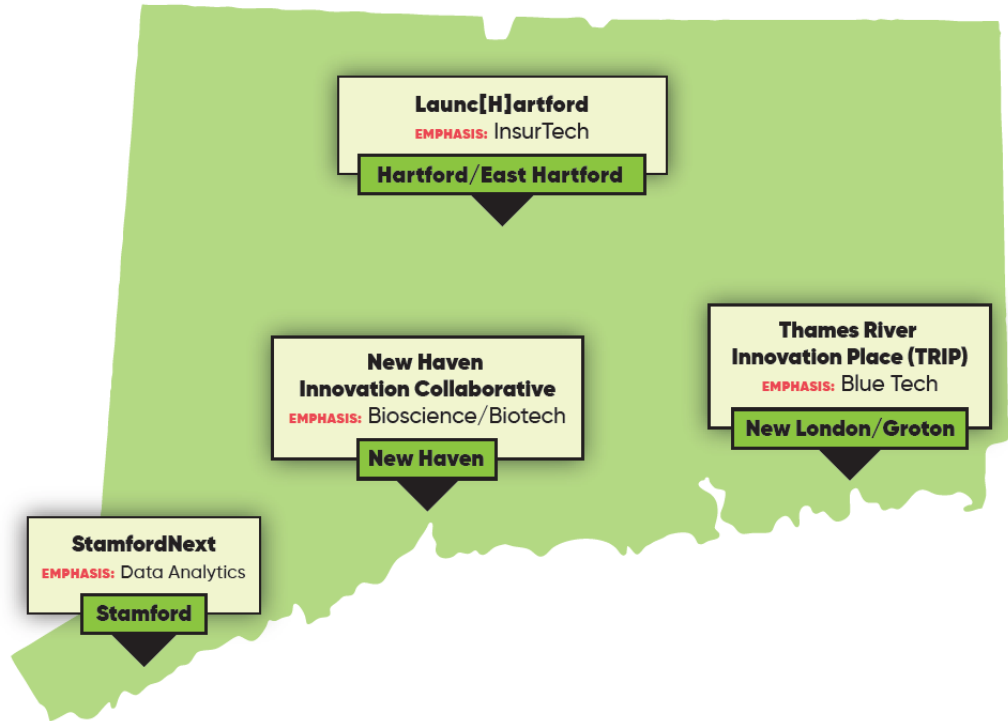 Launc[H]artford
EMPHASIS: InsurTech
Hartford/East Hartford
New Haven
Innovation Collaborative
EMPHASIS: Bioscience/Biotech
New Haven
Thames River
Innovation Place (TRIP)
EMPHASIS: Blue Tech
New London/Groton
StamfordNext
EMPHASIS: Data Analytics
Stamford